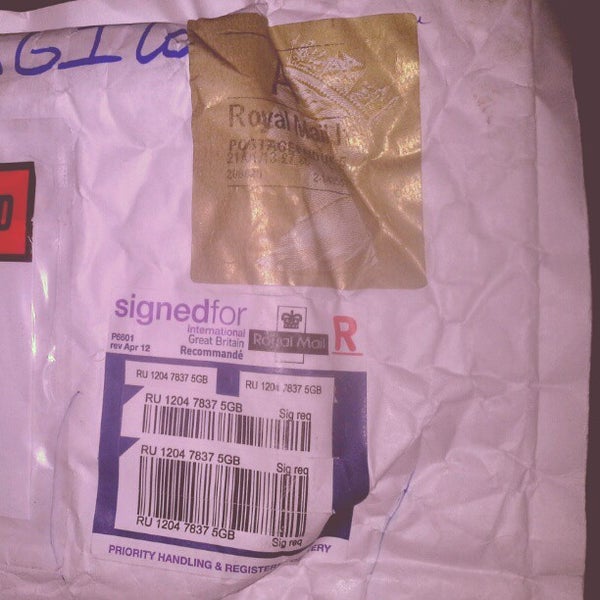 Royal Mail
POSTAGE
signedfor
International
Great Britain
Recommandé
Royal Mail
R
P6601
rev Apr 12
RU 1204 7837 5GB
RU 1204 7837 5GB
RU 1204 7837 5GB
Sig req
RU 1204 7837 5GB
Sig req
RU 1204 7837 5GB
Sig req
PRIORITY HANDLING &